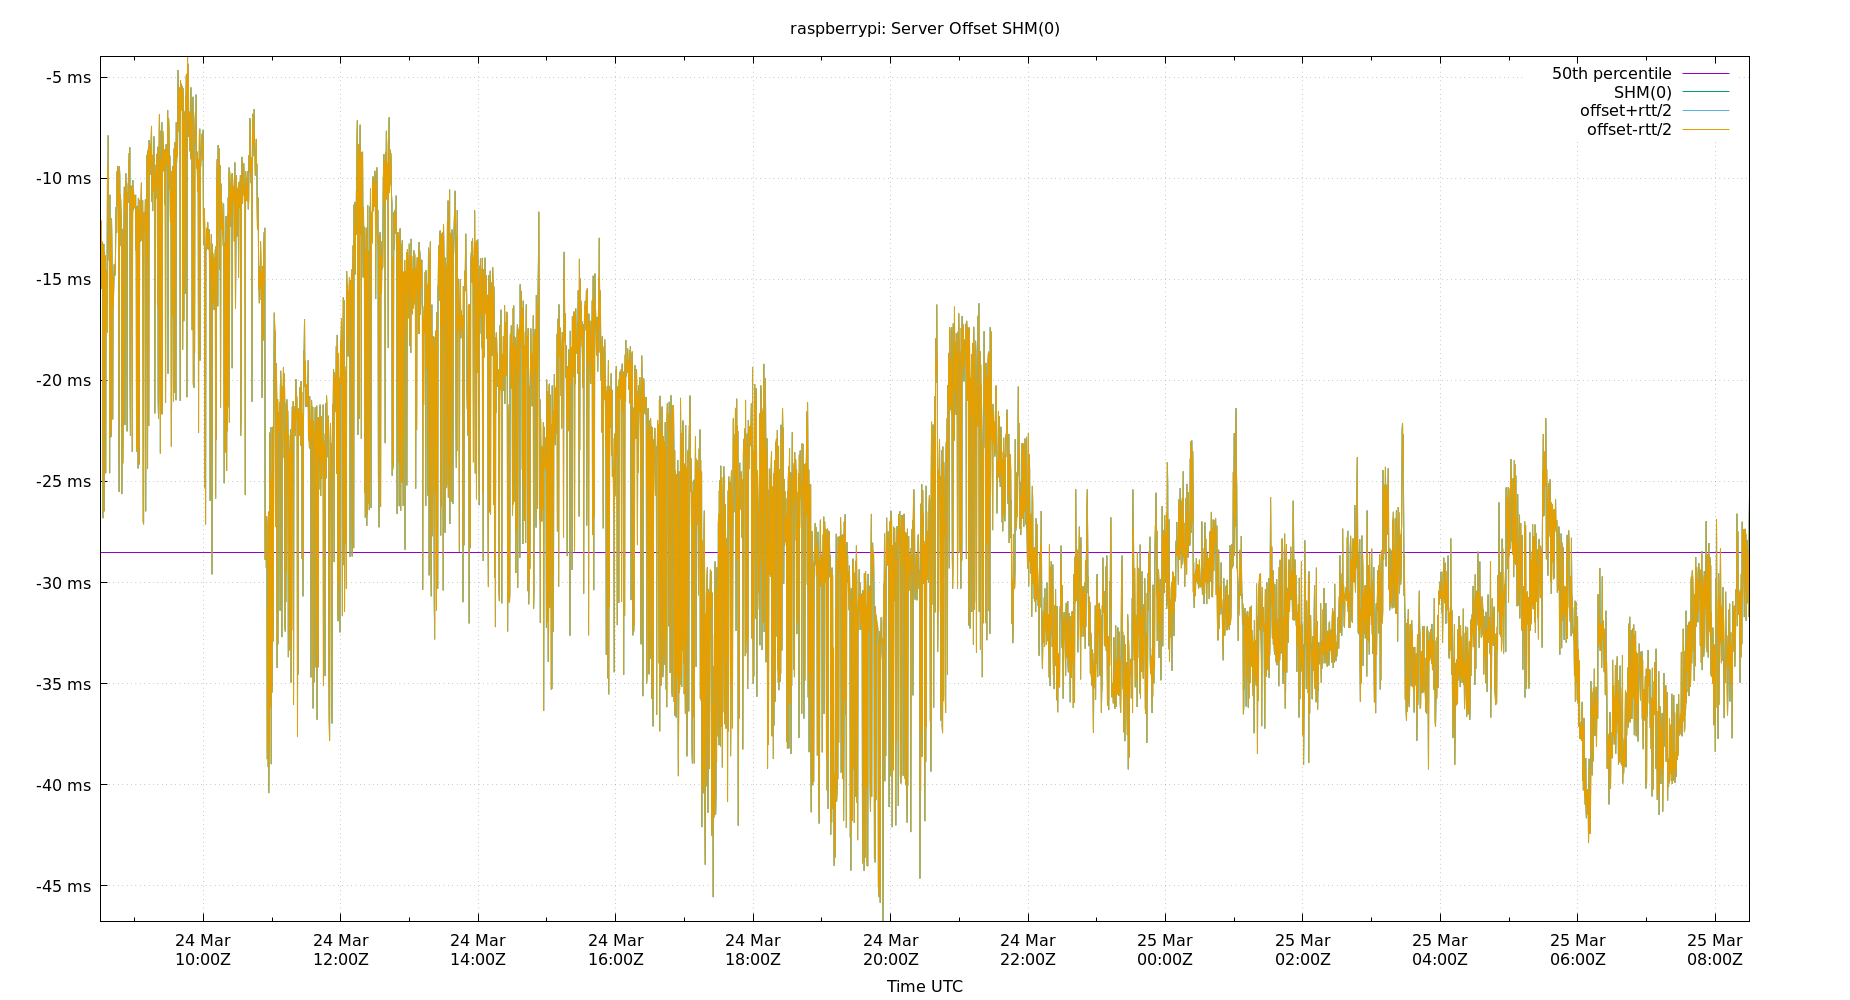 raspberrypi: Server Offset SHM(0)
50th percentile
SHM(0)
offset+rtt/2
offset-rtt/2
-5 ms
-10 ms
-15 ms
-20 ms
-25 ms
-30 ms
-35 ms
-40 ms
-45 ms
24 Mar 24 Mar 24 Mar 24 Mar 24 Mar 24 Mar 24 Mar 25 Mar 25 Mar 25 Mar 25 Mar 25 Mar
10:00Z 12:00Z 14:00Z 16:00Z 18:00Z 20:00Z 22:00Z 00:00Z 02:00Z 04:00Z 06:00Z 08:00Z
Time UTC